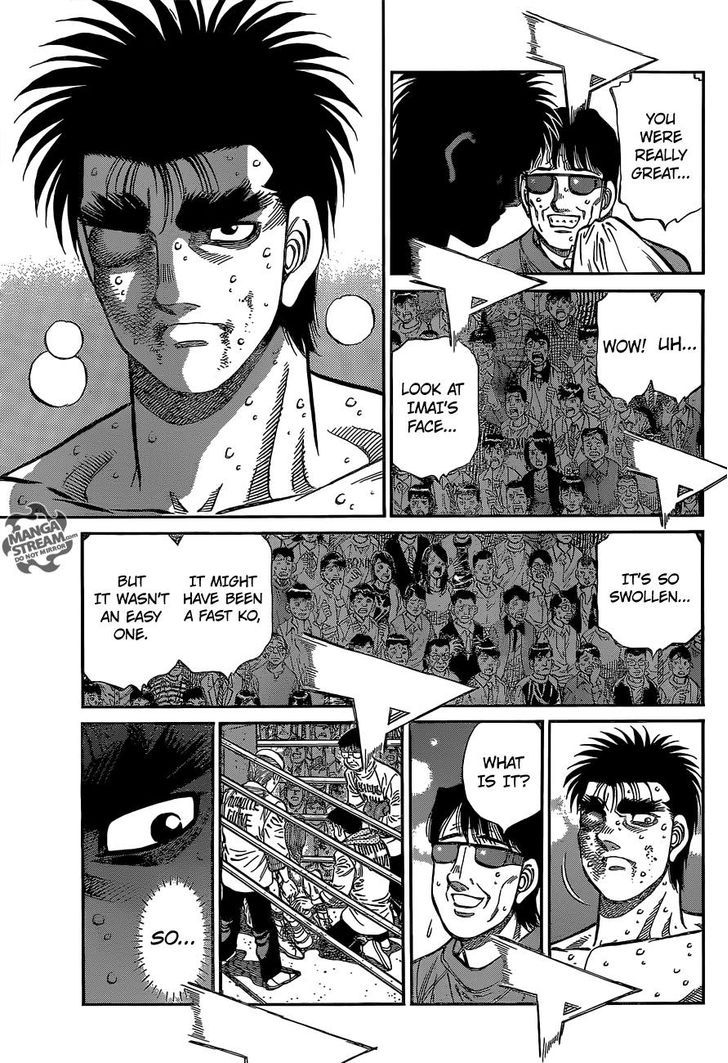 YOU
WERE
REALLY
GREAT...
WOW! UH...
LOOK AT
IMAI'S
FACE...
MANGA
STREAM.com
DO NOT MIRROR
IT'S SO
SWOLLEN...
IT MIGHT
HAVE BEEN
A FAST KO,
BUT
IT WASN'T
AN EASY
ONE.
WHAT
IS IT?
SO...